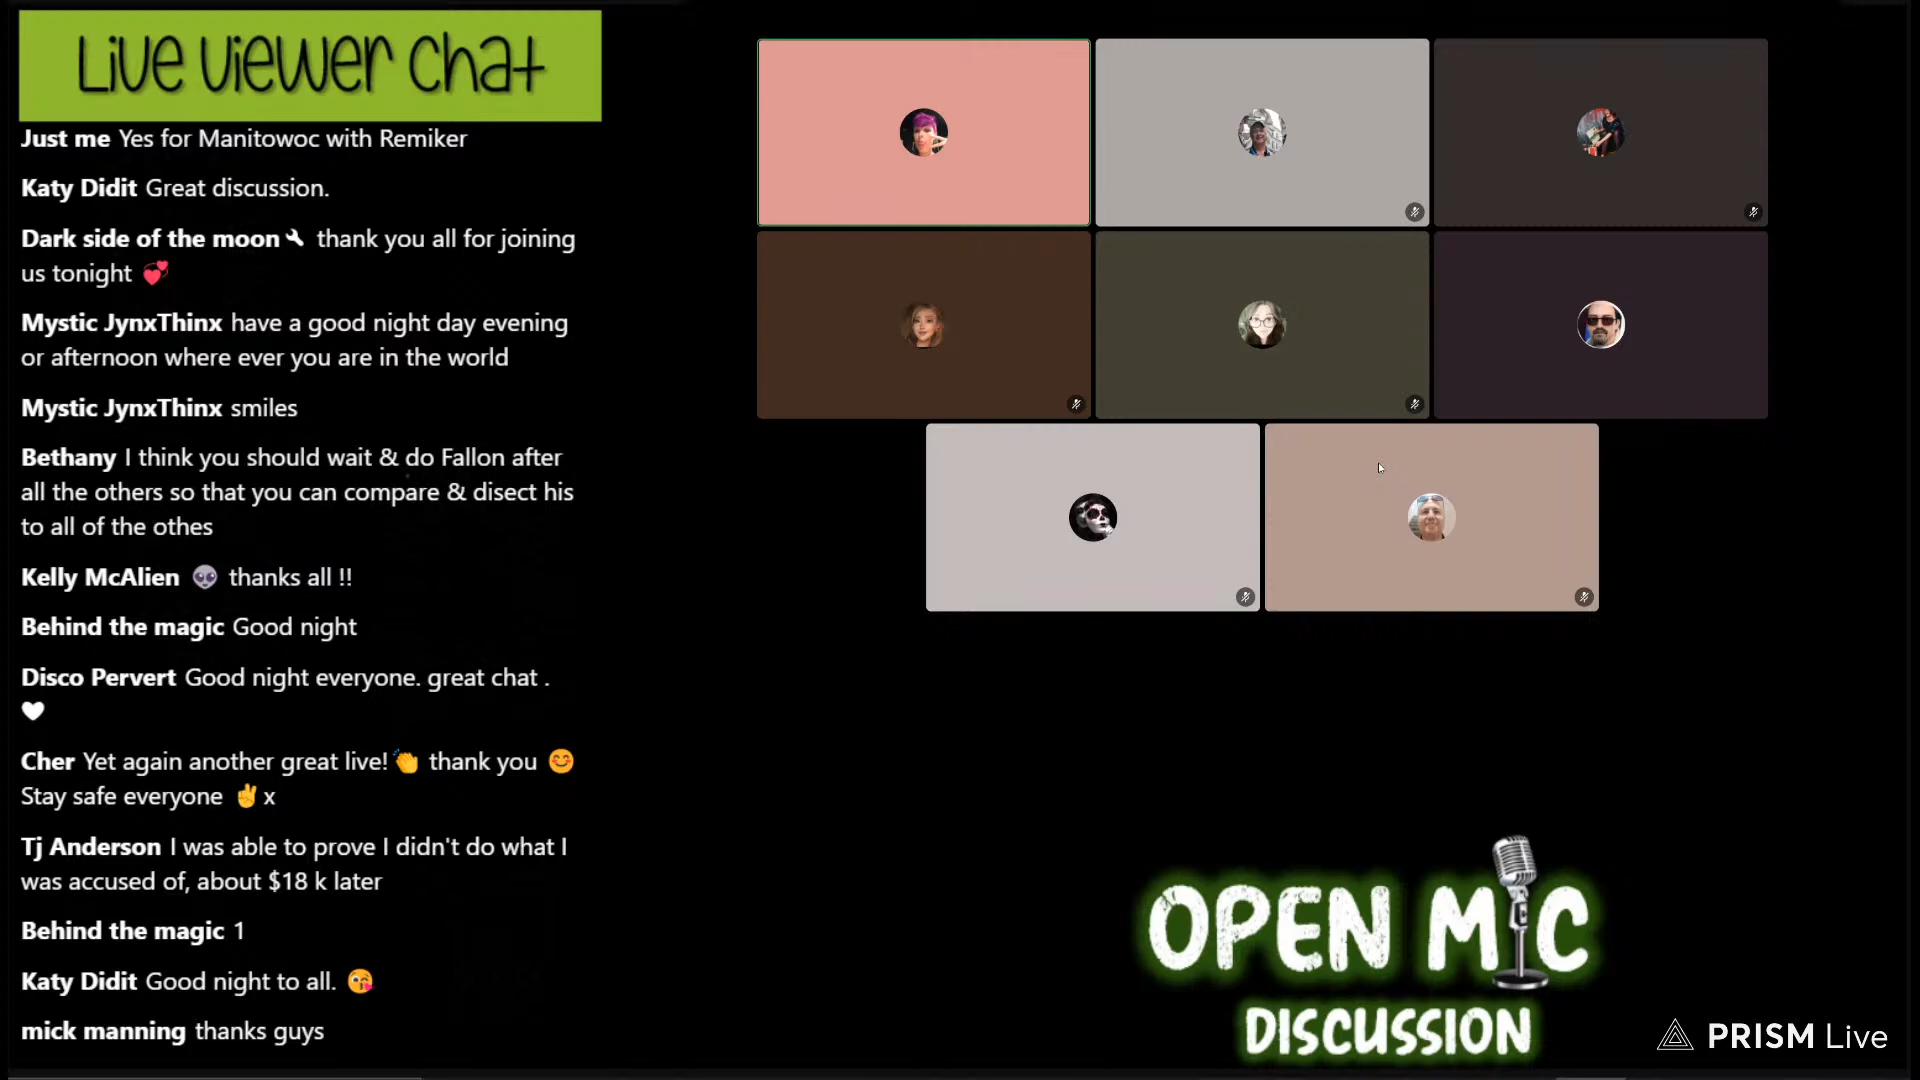 Live Viewer Chat
Just me Yes for Manitowoc with Remiker
Katy Didit Great discussion.
Dark side of the moon thank you all for joining
us tonight 💞
Mystic JynxThinx have a good night day evening
or afternoon where ever you are in the world
Mystic JynxThinx smiles
Bethany I think you should wait & do Fallon after
all the others so that you can compare & disect his
to all of the othes
Kelly McAlien 👽 thanks all !!
Behind the magic Good night
Disco Pervert Good night everyone. great chat .
🤍
Cher Yet again another great live!👏 thank you 😊
Stay safe everyone ✌️x
Tj Anderson I was able to prove I didn't do what I
was accused of, about $18 k later
Behind the magic 1
Katy Didit Good night to all. 😘
mick manning thanks guys
OPEN MIC
DISCUSSION
PRISM Live